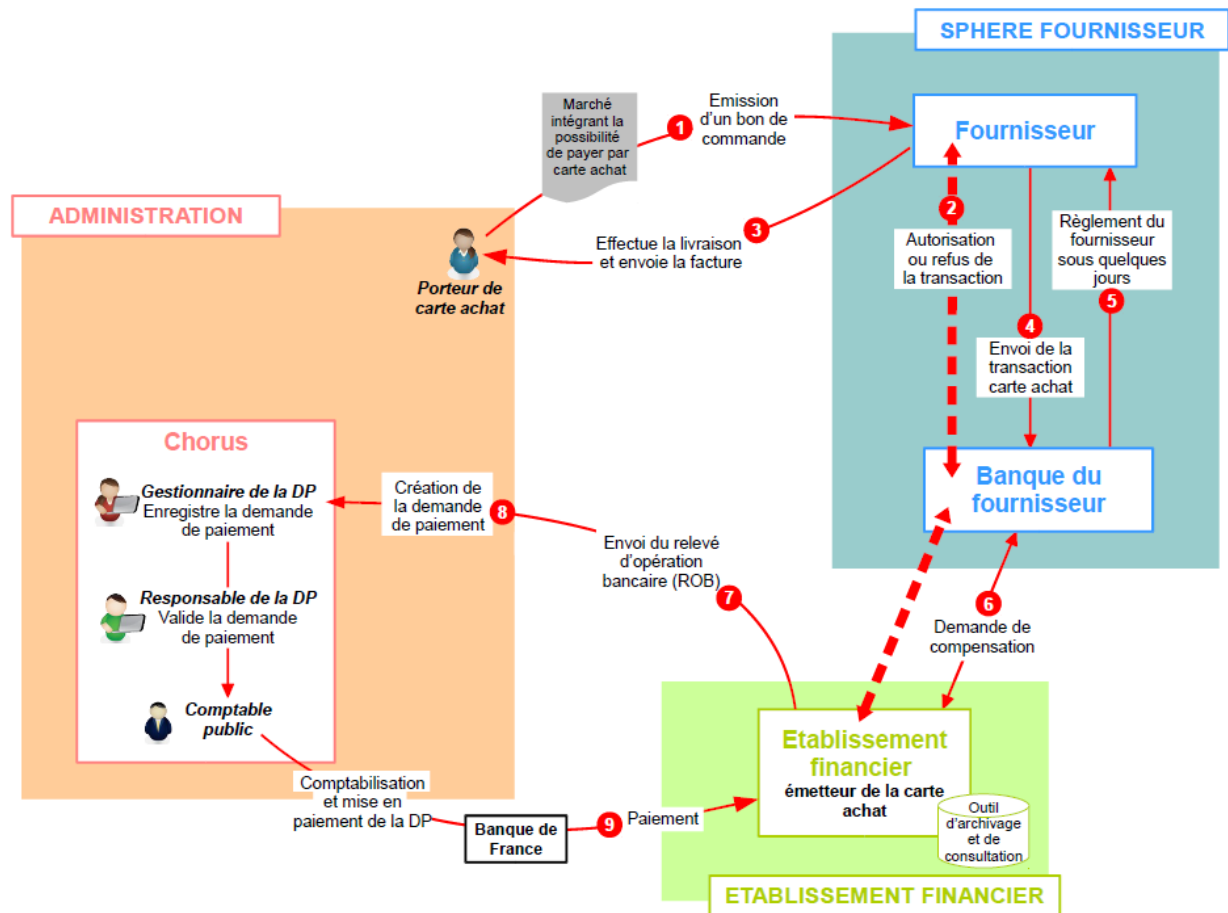 SPHERE FOURNISSEUR
Marché
intégrant la
possibilité
de payer par
carte achat
1
Emission
d'un bon de
commande
Fournisseur
ADMINISTRATION
Porteur de
carte achat
Effectue la livraison
et envoie la facture
3
2
Autorisation
ou refus de
la transaction
Règlement du
fournisseur
sous quelques
jours
5
4
Envoi de la
transaction
carte achat
Chorus
Gestionnaire de la DP
Enregistre la demande
de paiement
Responsable de la DP
Valide la demande
de paiement
Comptable
public
Création de
la demande
de paiement
8
Envoi du relevé
d'opération
bancaire (ROB)
7
Banque du
fournisseur
6
Demande de
compensation
Etablissement
financier
émetteur de la carte
achat
Outil
d'archivage
et de
consultation
Comptabilisation
et mise en
paiement de la DP
Banque de
France
9
Paiement
ETABLISSEMENT FINANCIER